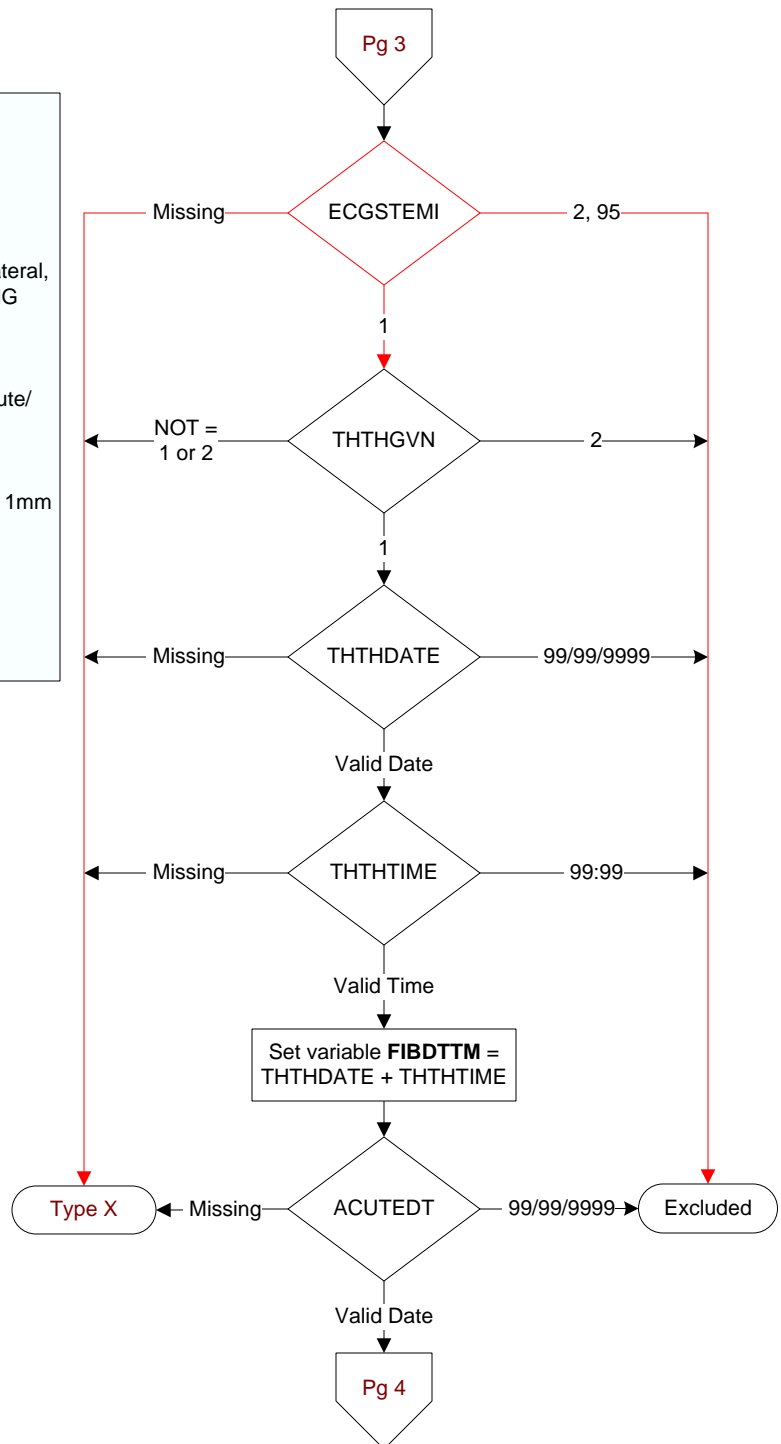 Pg 3
Missing
ECGSTEMI
2, 95
1
NOT =
1 or 2
THTHGVN
2
1
Missing
THTHDATE
99/99/9999
Valid Date
Missing
THTHTIME
99:99
Valid Time
Set variable FIBDTTM =
THTHDATE + THTHTIME
Type X
Missing
ACUTEDT
99/99/9999
Excluded
Valid Date
Pg 4
1mm